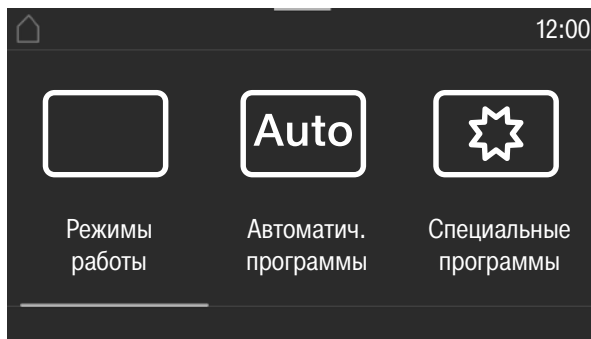 12:00
Auto
Режимы
работы
Автоматич.
программы
Специальные
программы